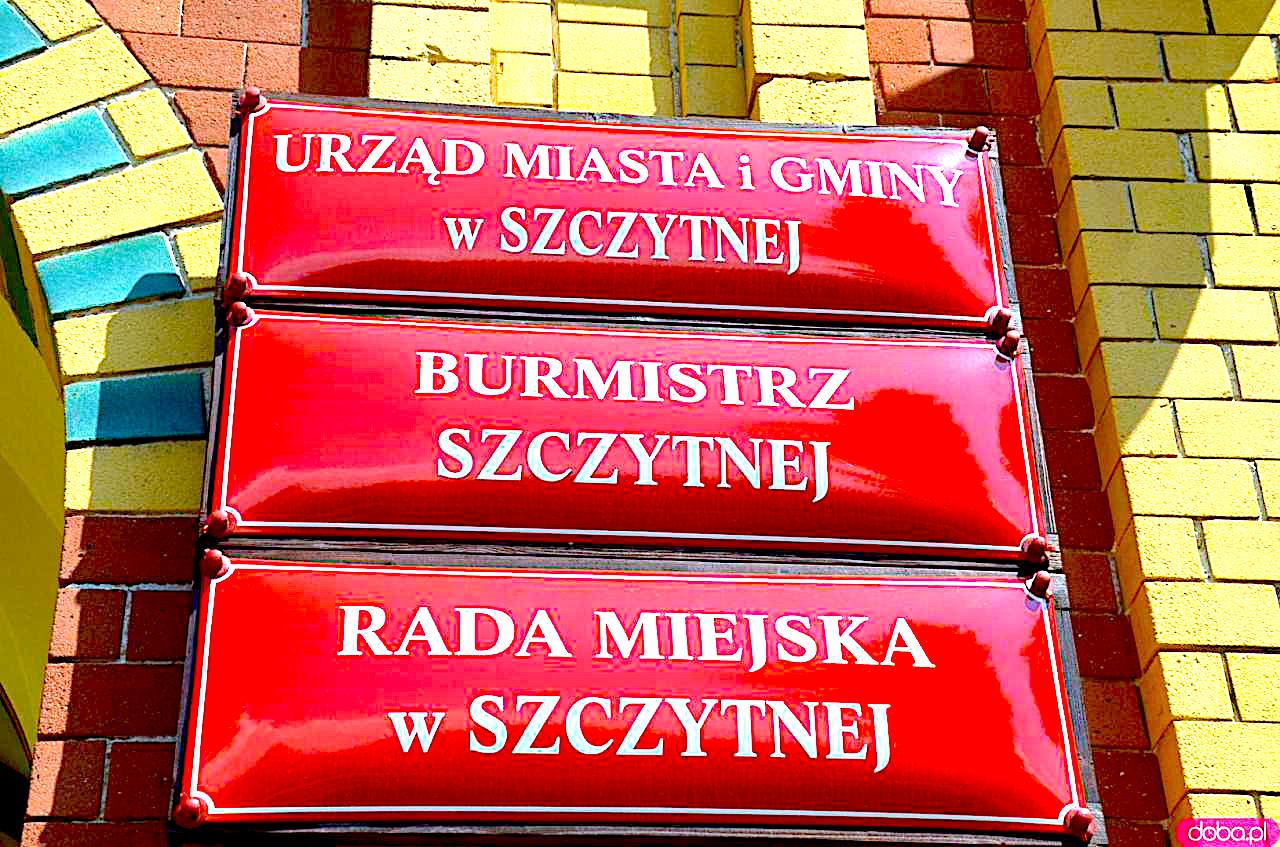 URZĄD MIASTA i GMINY
w SZCZYTNEJ
BURMISTRZ
SZCZYTNEJ
RADA MIEJSKA
w SZCZYTNEJ
doba.pl